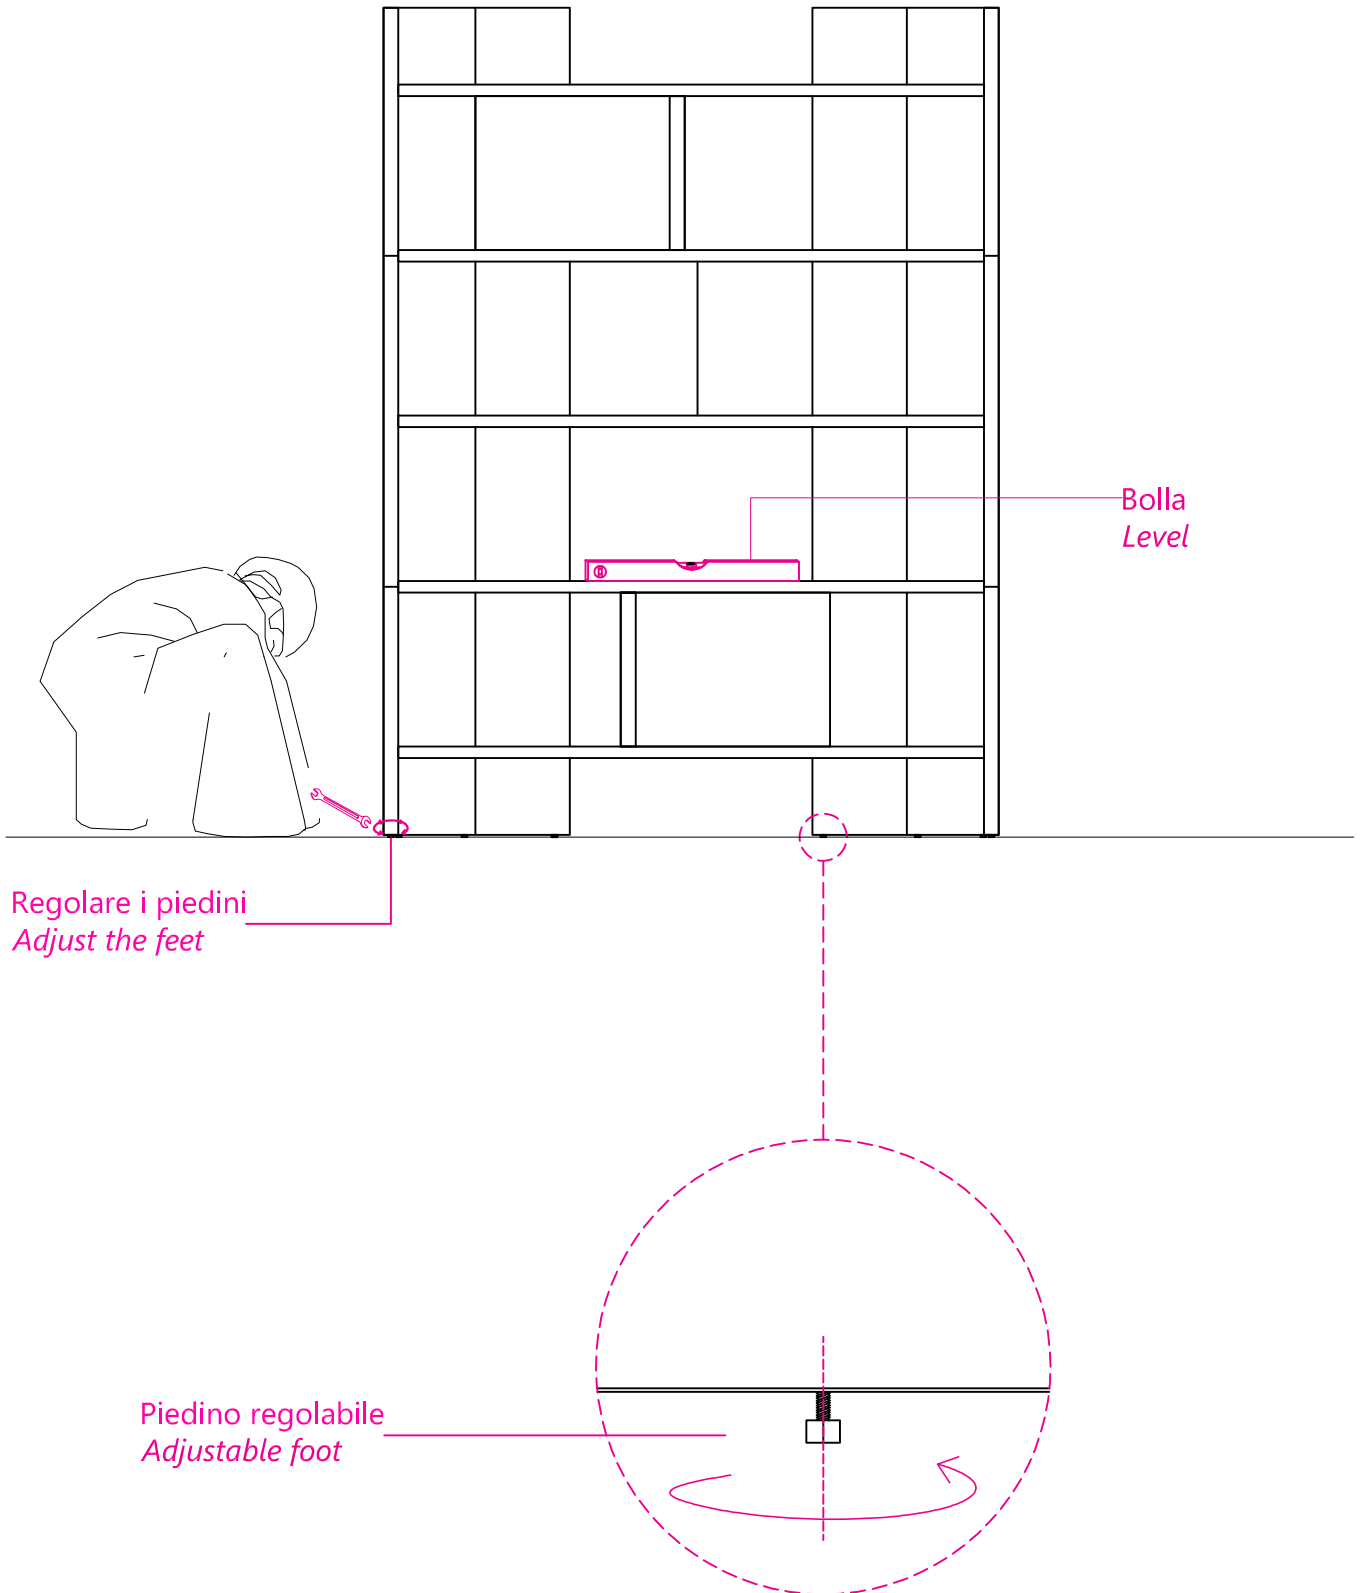 Bolla
Level
Regolare i piedini
Adjust the feet
Piedino regolabile
Adjustable foot